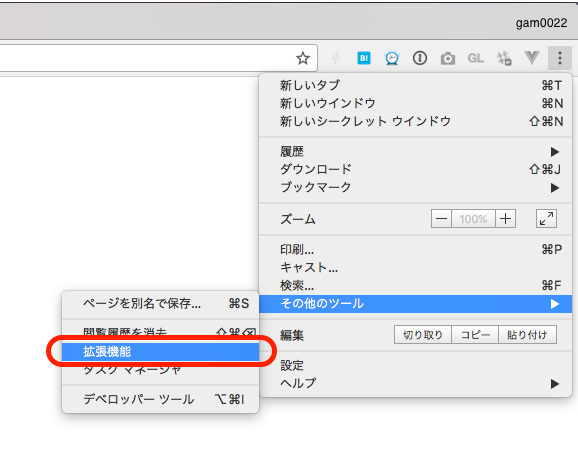 gam0022
B!
GL
新しいタブ ⌘T
新しいウインドウ ⌘N
新しいシークレット ウインドウ ⇧⌘N
履歴 ▶
ダウンロード ⇧⌘J
ブックマーク ▶
ズーム — 100% +
印刷... ⌘P
キャスト...
検索... ⌘F
その他のツール ▶
編集 切り取り コピー 貼り付け
設定
ヘルプ ▶
ページを別名で保存... ⌘S
閲覧履歴を消去 ⇧⌘⌫
拡張機能
タスク マネージャ
デベロッパー ツール ⌥⌘I